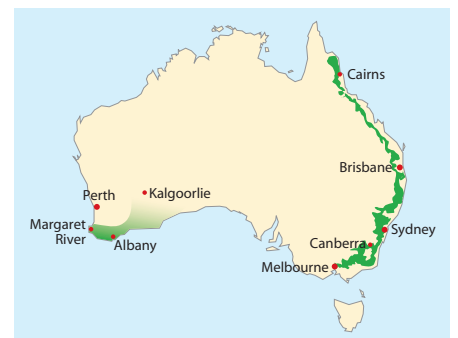 Cairns
Brisbane
Perth
Kalgoorlie
Margaret
River
Albany
Sydney
Canberra
Melbourne